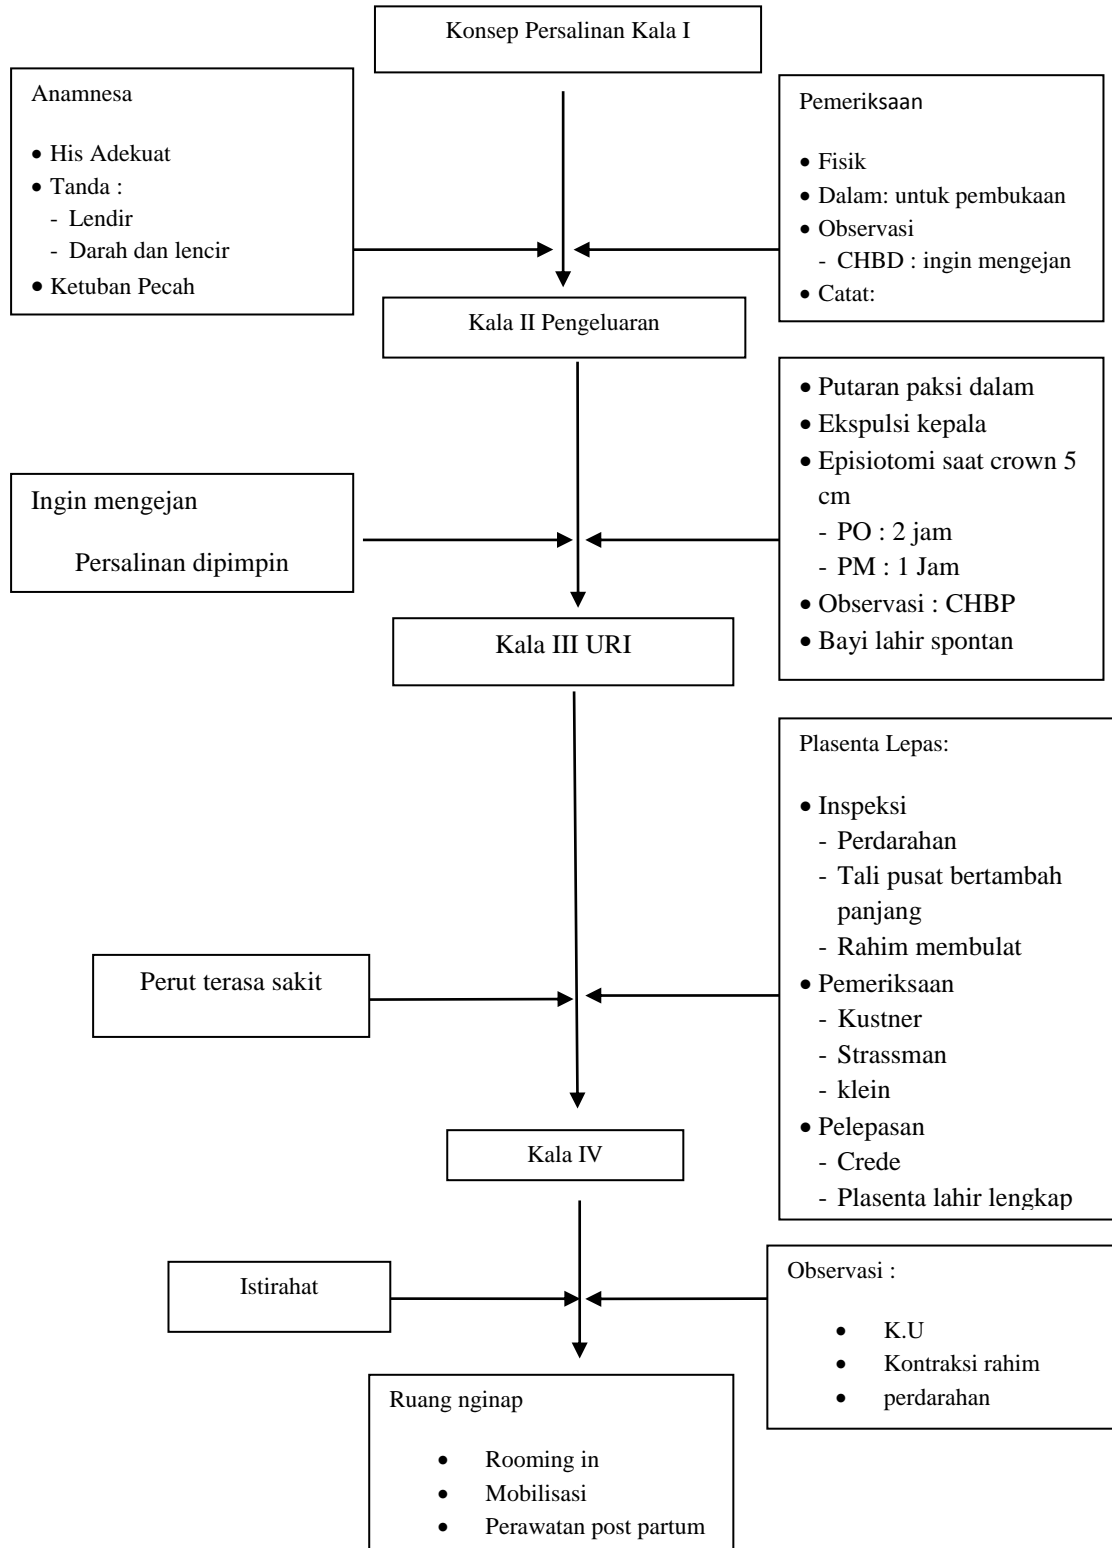 Konsep Persalinan Kala I
Anamnesa
• His Adekuat
• Tanda :
- Lendir
- Darah dan lencir
• Ketuban Pecah
Pemeriksaan
• Fisik
• Dalam: untuk pembukaan
• Observasi
- CHBD : ingin mengejan
• Catat:
Kala II Pengeluaran
Ingin mengejan
Persalinan dipimpin
• Putaran paksi dalam
• Ekspulsi kepala
• Episiotomi saat crown 5
cm
- PO : 2 jam
- PM : 1 Jam
• Observasi : CHBP
• Bayi lahir spontan
Kala III URI
Perut terasa sakit
Plasenta Lepas:
• Inspeksi
- Perdarahan
- Tali pusat bertambah
panjang
- Rahim membulat
• Pemeriksaan
- Kustner
- Strassman
- klein
• Pelepasan
- Crede
- Plasenta lahir lengkap
Kala IV
Istirahat
Observasi :
• K.U
• Kontraksi rahim
• perdarahan
Ruang nginap
• Rooming in
• Mobilisasi
• Perawatan post partum